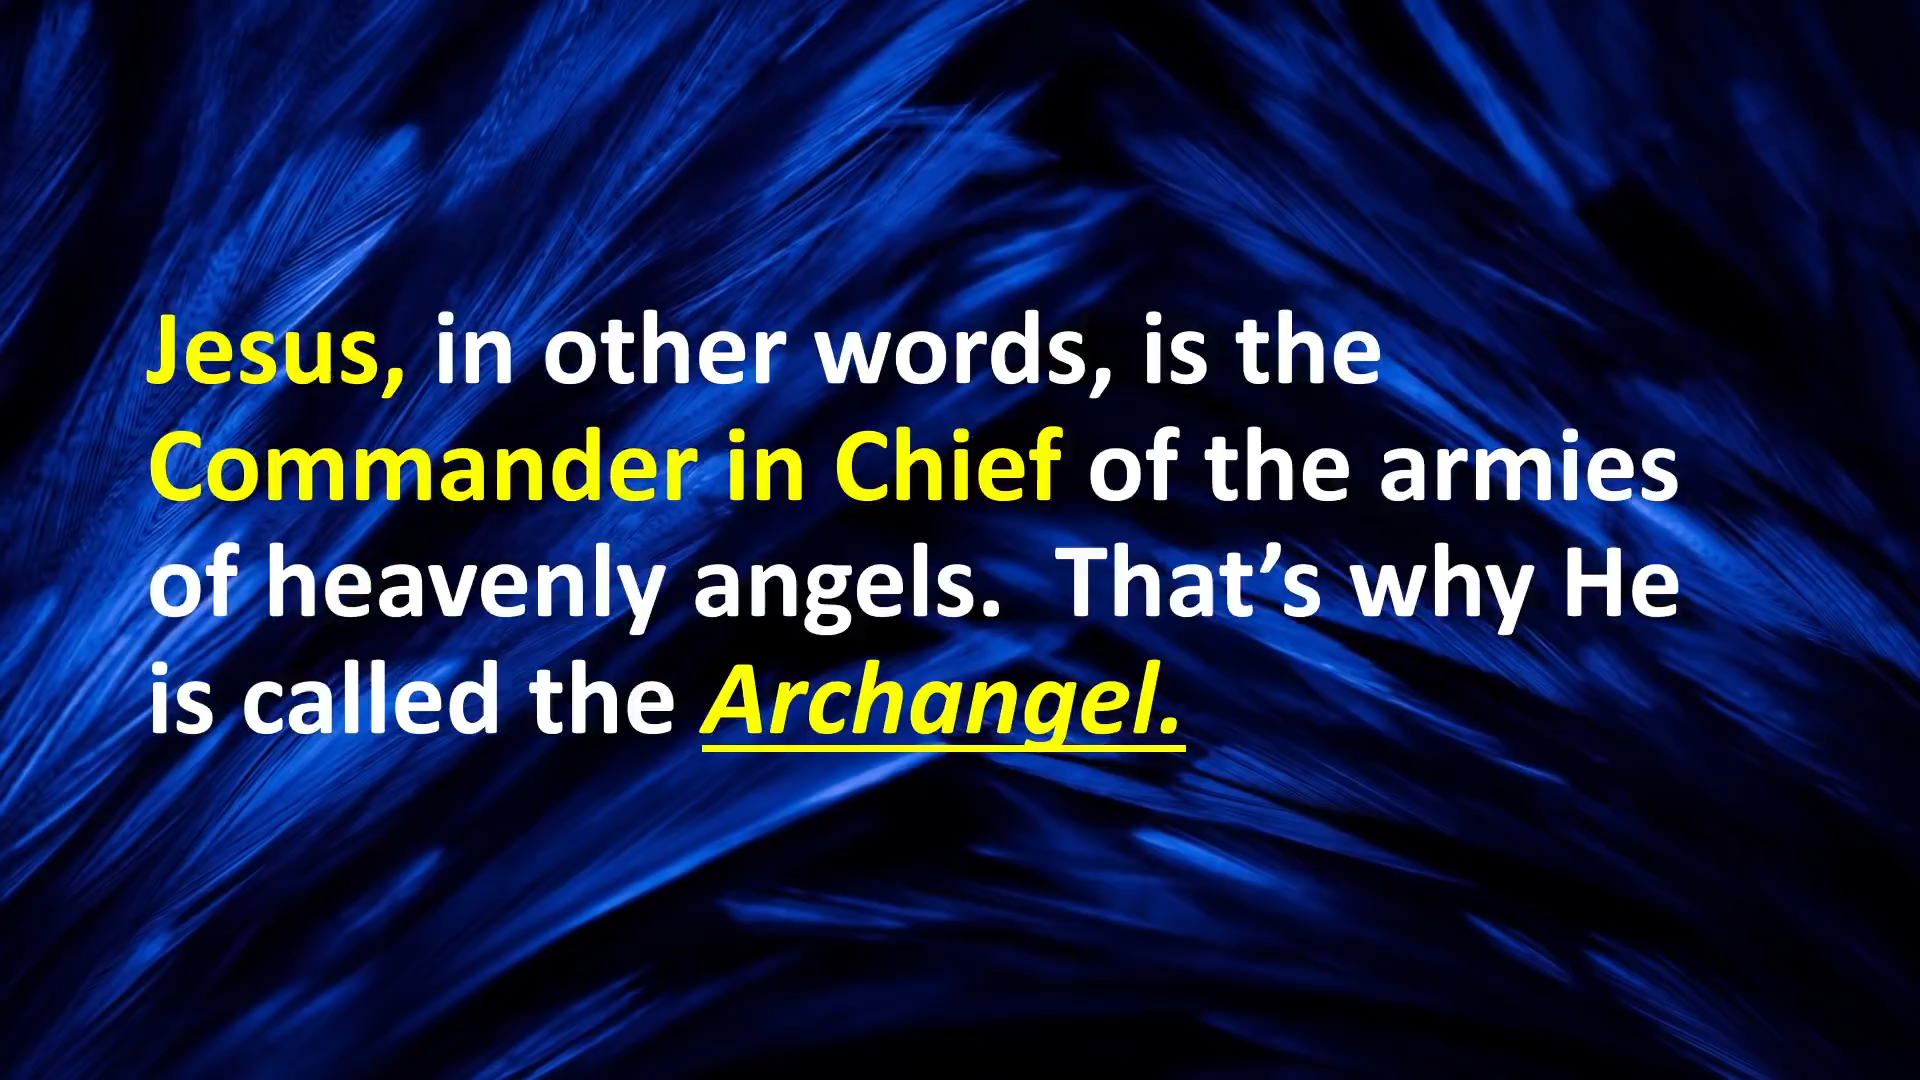 Jesus, in other words, is the
Commander in Chief of the armies
of heavenly angels.  That’s why He
is called the Archangel.